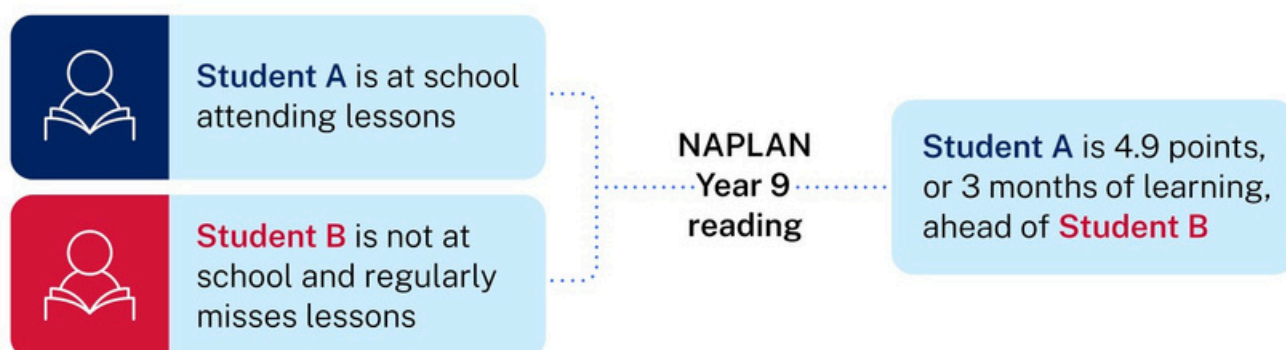 Student A is at school
attending lessons
Student B is not at
school and regularly
misses lessons
NAPLAN
Year 9
reading
Student A is 4.9 points,
or 3 months of learning,
ahead of Student B